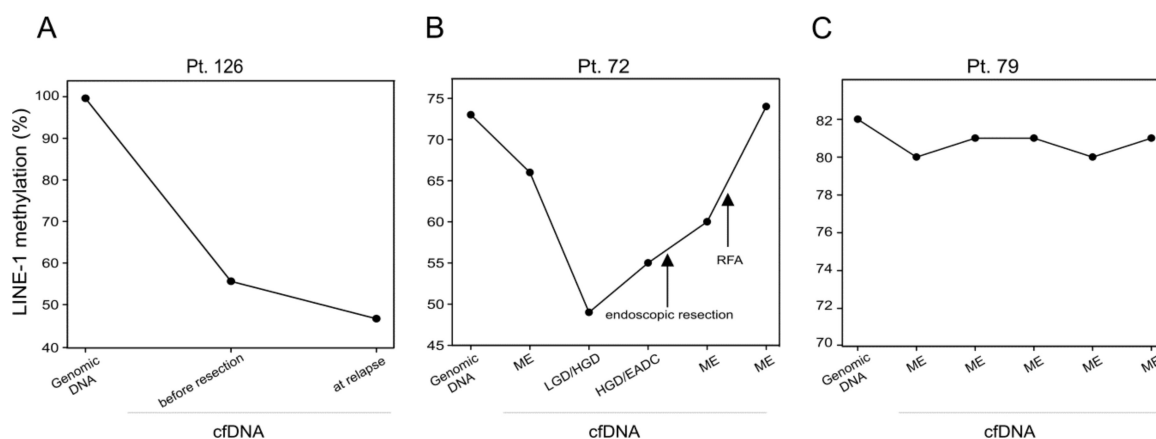 A
B
C
Pt. 126
Pt. 72
Pt. 79
LINE-1 methylation (%)
100
90
80
70
60
50
40
Genomic
DNA
before resection
at relapse
cfDNA
75
70
65
60
55
50
45
RFA
endoscopic resection
Genomic
DNA
ME
LGD/HGD
HGD/EADC
ME
ME
cfDNA
82
80
78
76
74
72
70
Genomic
DNA
ME
ME
ME
ME
ME
cfDNA